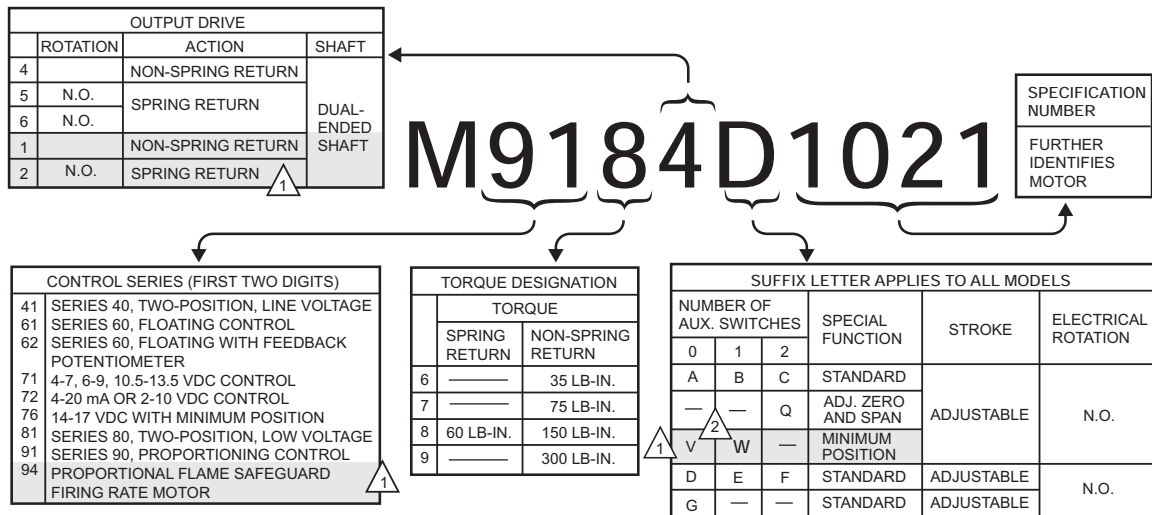 OUTPUT DRIVE
ROTATION ACTION SHAFT
4 NON-SPRING RETURN
5 N.O. SPRING RETURN
6 N.O.
1 NON-SPRING RETURN
2 N.O. SPRING RETURN 1
DUAL-
ENDED
SHAFT
M9184D1021
SPECIFICATION
NUMBER
FURTHER
IDENTIFIES
MOTOR
CONTROL SERIES (FIRST TWO DIGITS)
41 SERIES 40, TWO-POSITION, LINE VOLTAGE
61 SERIES 60, FLOATING CONTROL
62 SERIES 60, FLOATING WITH FEEDBACK
POTENTIOMETER
71 4-7, 6-9, 10.5-13.5 VDC CONTROL
72 4-20 mA OR 2-10 VDC CONTROL
76 14-17 VDC WITH MINIMUM POSITION
81 SERIES 80, TWO-POSITION, LOW VOLTAGE
91 SERIES 90, PROPORTIONING CONTROL
94 PROPORTIONAL FLAME SAFEGUARD
FIRING RATE MOTOR 1
TORQUE DESIGNATION
TORQUE
SPRING
RETURN
NON-SPRING
RETURN
6 —— 35 LB-IN.
7 —— 75 LB-IN.
8 60 LB-IN. 150 LB-IN.
9 —— 300 LB-IN.
SUFFIX LETTER APPLIES TO ALL MODELS
NUMBER OF
AUX. SWITCHES
SPECIAL
FUNCTION
STROKE
ELECTRICAL
ROTATION
0 1 2
A B C STANDARD
— — Q ADJ. ZERO
AND SPAN
ADJUSTABLE N.O.
1 V 2 W — MINIMUM
POSITION
D E F STANDARD ADJUSTABLE
N.O.
G — — STANDARD ADJUSTABLE